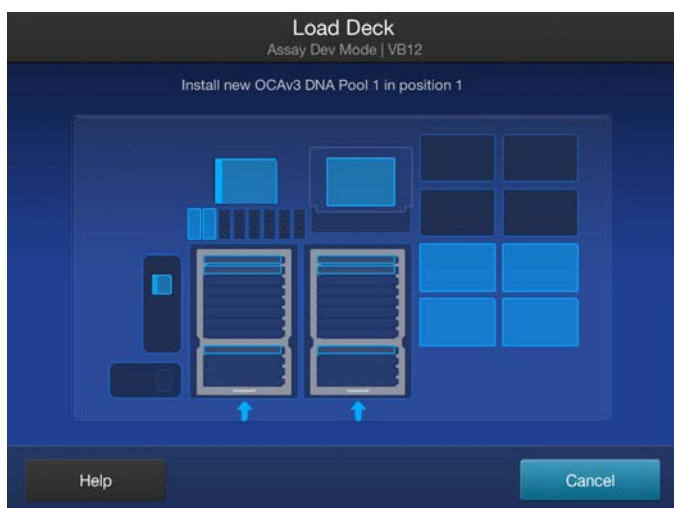 Load Deck
Assay Dev Mode | VB12
Install new OCAv3 DNA Pool 1 in position 1
Help
Cancel